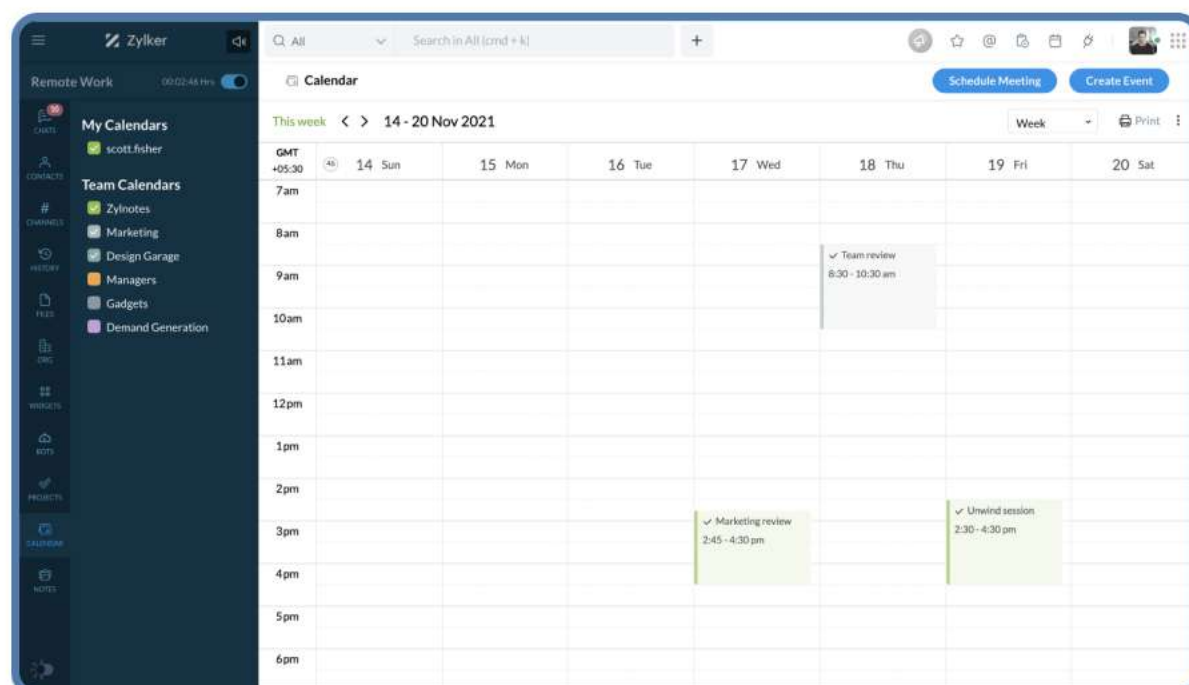 Zylker
All
Search in All (cmd + k)
+
Remote Work
00:02:46 Hrs
Calendar
Schedule Meeting
Create Event
10
CHATS
CONTACTS
CHANNELS
HISTORY
FILES
ORG
WIDGETS
BOTS
PROJECTS
CALENDAR
NOTES
My Calendars
scott.fisher
Team Calendars
Zylnotes
Marketing
Design Garage
Managers
Gadgets
Demand Generation
This week < > 14 - 20 Nov 2021
Week
Print
GMT
+05:30
46
14 Sun
15 Mon
16 Tue
17 Wed
18 Thu
19 Fri
20 Sat
7am
8am
9am
10am
11am
12pm
1pm
2pm
3pm
4pm
5pm
6pm
Team review
8:30 - 10:30 am
Marketing review
2:45 - 4:30 pm
Unwind session
2:30 - 4:30 pm